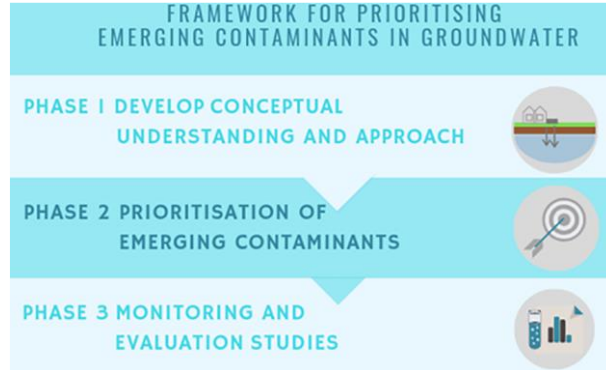 FRAMEWORK FOR PRIORITISING
EMERGING CONTAMINANTS IN GROUNDWATER
PHASE 1 DEVELOP CONCEPTUAL
UNDERSTANDING AND APPROACH
PHASE 2 PRIORITISATION OF
EMERGING CONTAMINANTS
PHASE 3 MONITORING AND
EVALUATION STUDIES